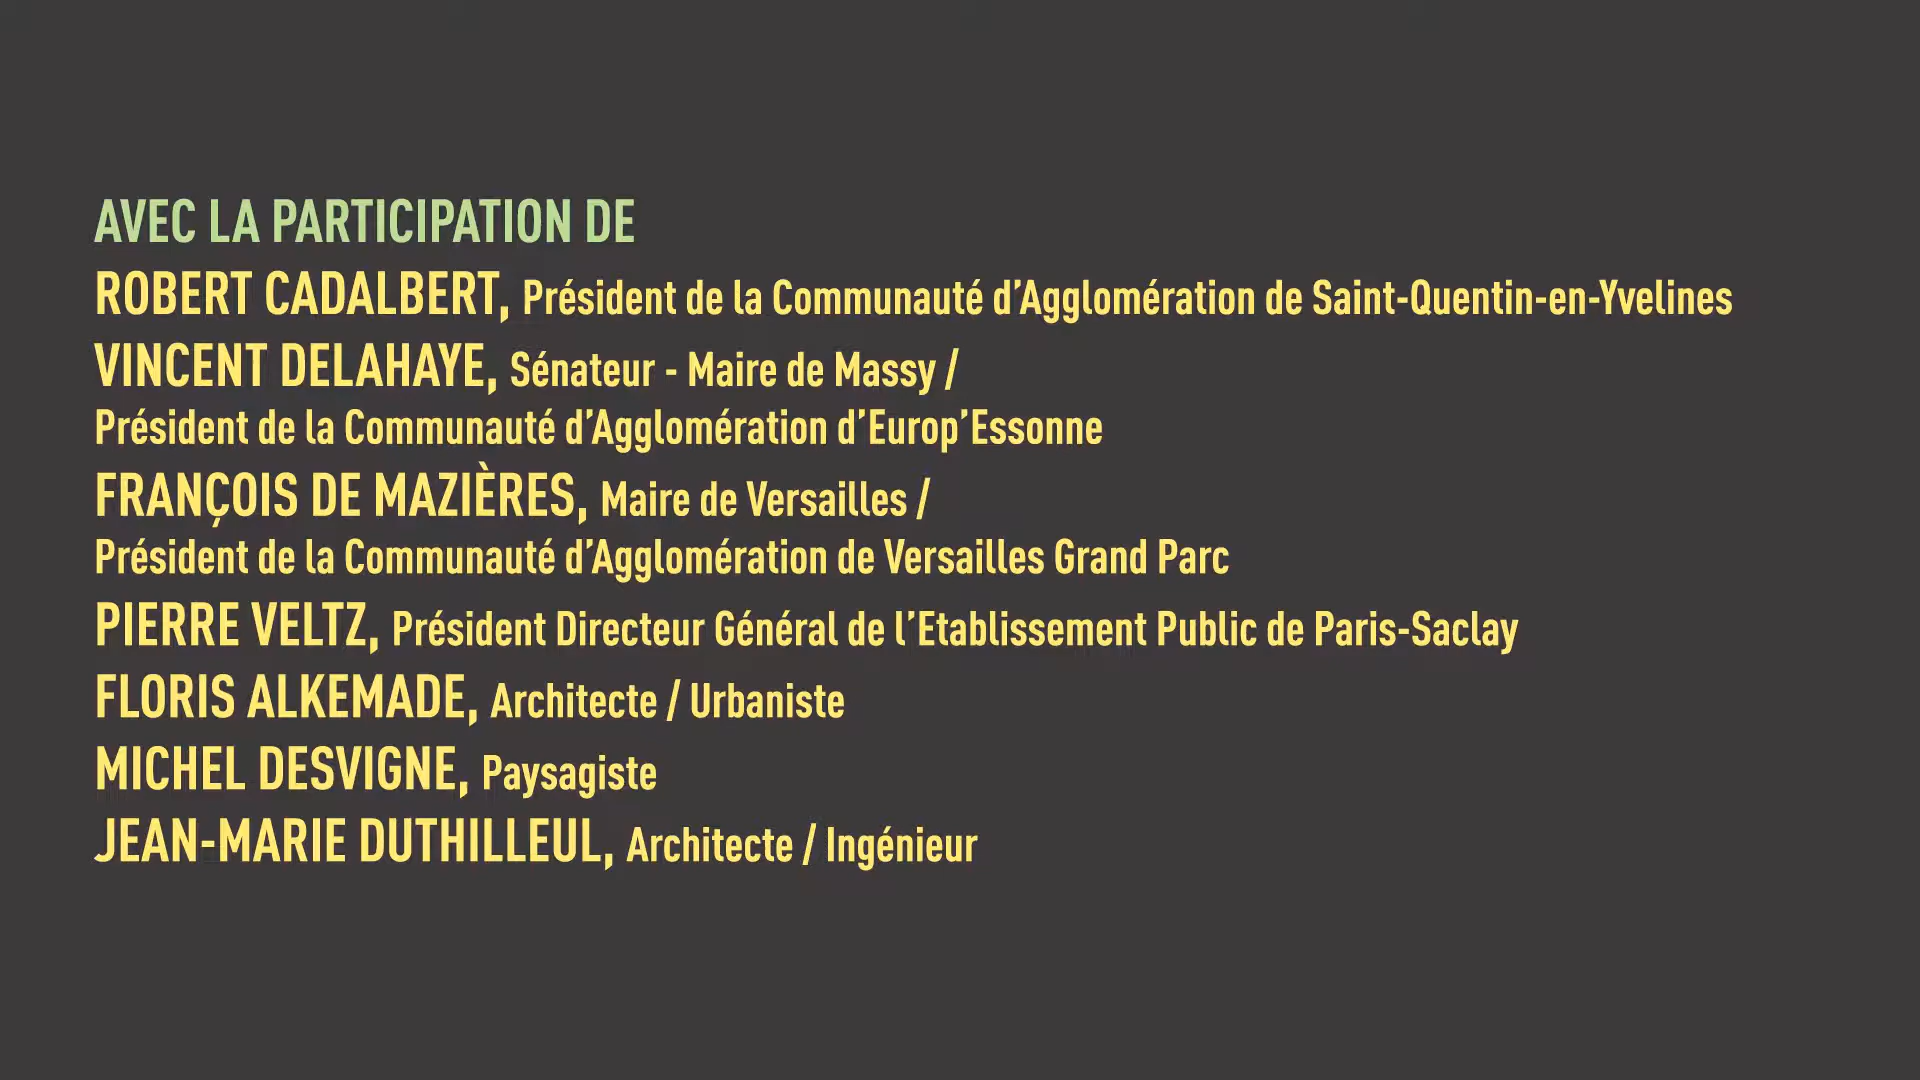 AVEC LA PARTICIPATION DE
ROBERT CADALBERT, Président de la Communauté d’Agglomération de Saint-Quentin-en-Yvelines
VINCENT DELAHAYE, Sénateur - Maire de Massy /
Président de la Communauté d’Agglomération d’Europ’Essonne
FRANÇOIS DE MAZIÈRES, Maire de Versailles /
Président de la Communauté d’Agglomération de Versailles Grand Parc
PIERRE VELTZ, Président Directeur Général de l’Etablissement Public de Paris-Saclay
FLORIS ALKEMADE, Architecte / Urbaniste
MICHEL DESVIGNE, Paysagiste
JEAN-MARIE DUTHILLEUL, Architecte / Ingénieur